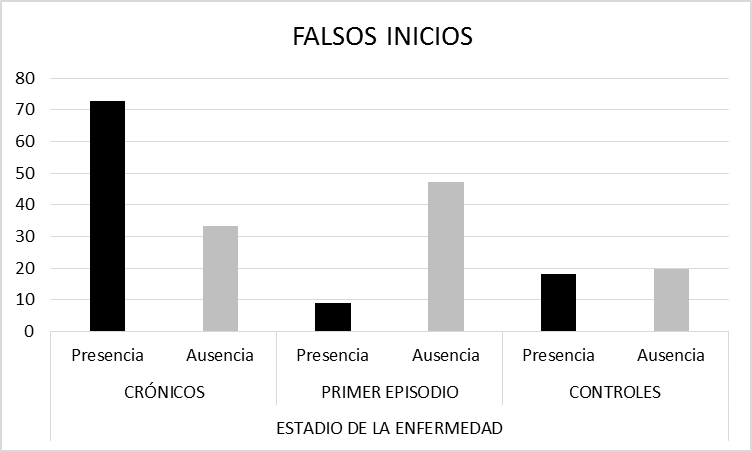 FALSOS INICIOS
80
70
60
50
40
30
20
10
0
Presencia Ausencia Presencia Ausencia Presencia Ausencia
CRÓNICOS PRIMER EPISODIO CONTROLES
ESTADIO DE LA ENFERMEDAD